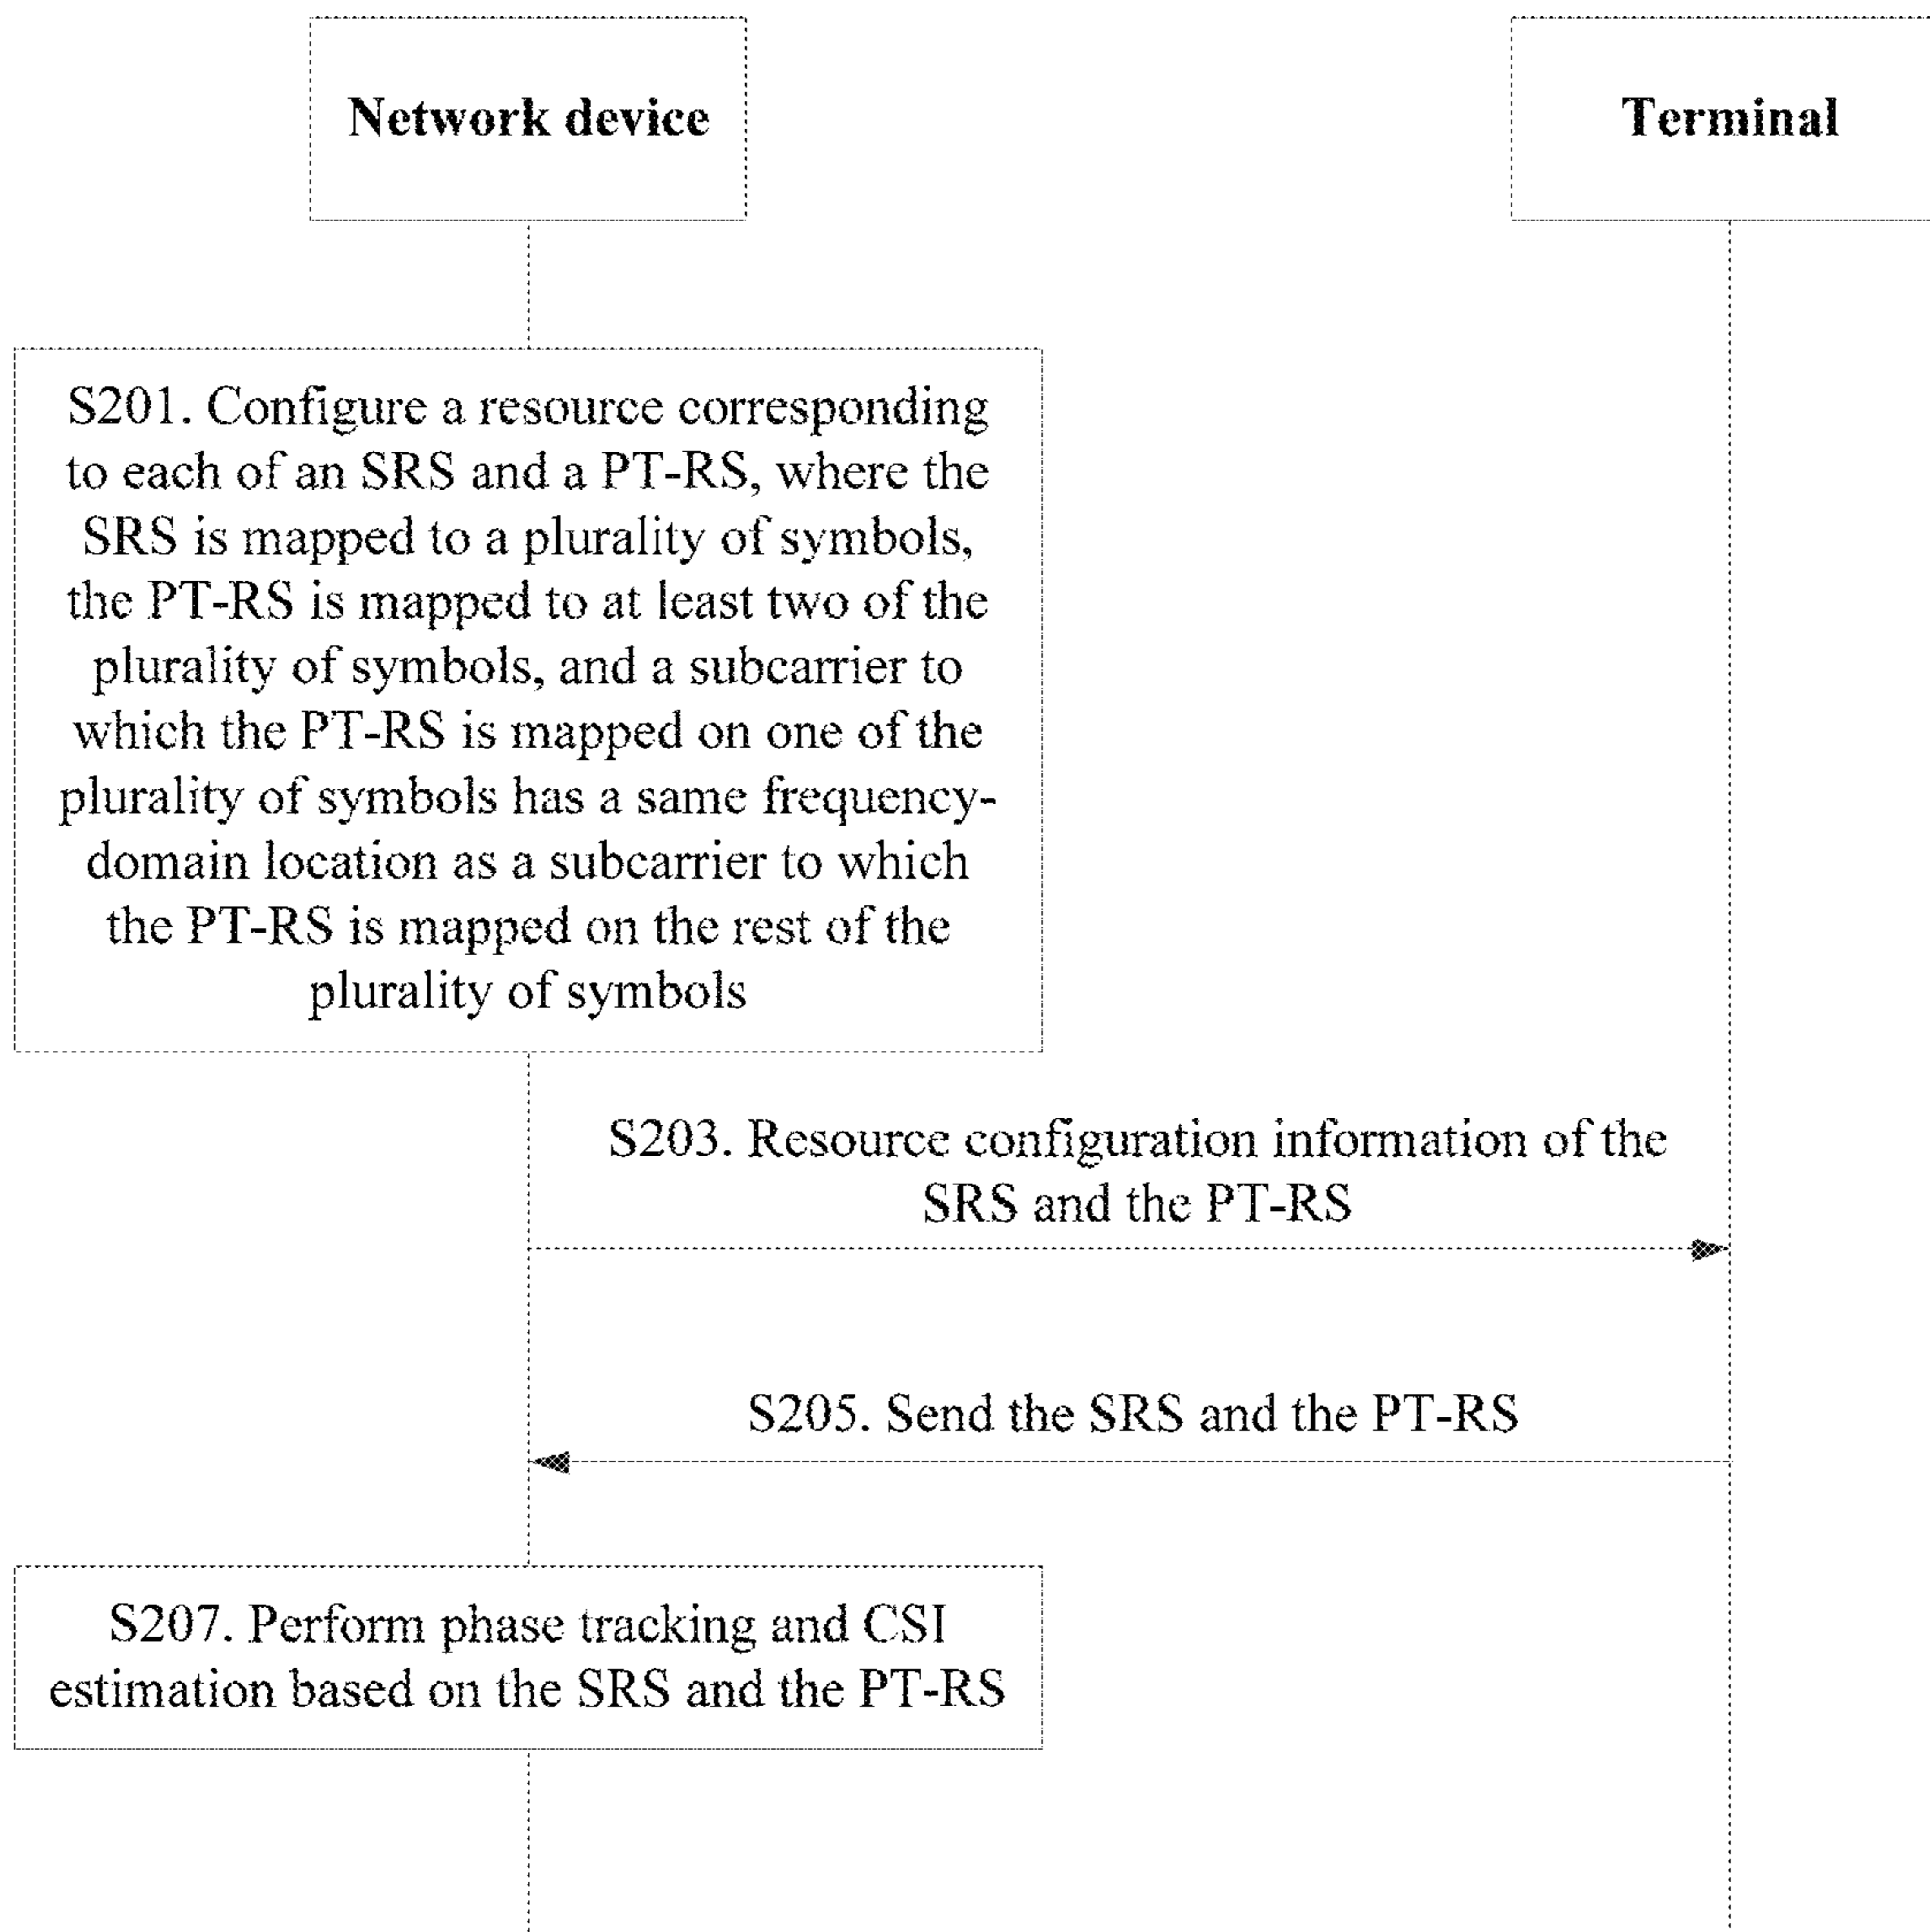 Network device
Terminal
S201. Configure a resource corresponding
to each of an SRS and a PT-RS, where the
SRS is mapped to a plurality of symbols,
the PT-RS is mapped to at least two of the
plurality of symbols, and a subcarrier to
which the PT-RS is mapped on one of the
plurality of symbols has a same frequency-
domain location as a subcarrier to which
the PT-RS is mapped on the rest of the
plurality of symbols
S203. Resource configuration information of the
SRS and the PT-RS
S205. Send the SRS and the PT-RS
S207. Perform phase tracking and CSI
estimation based on the SRS and the PT-RS